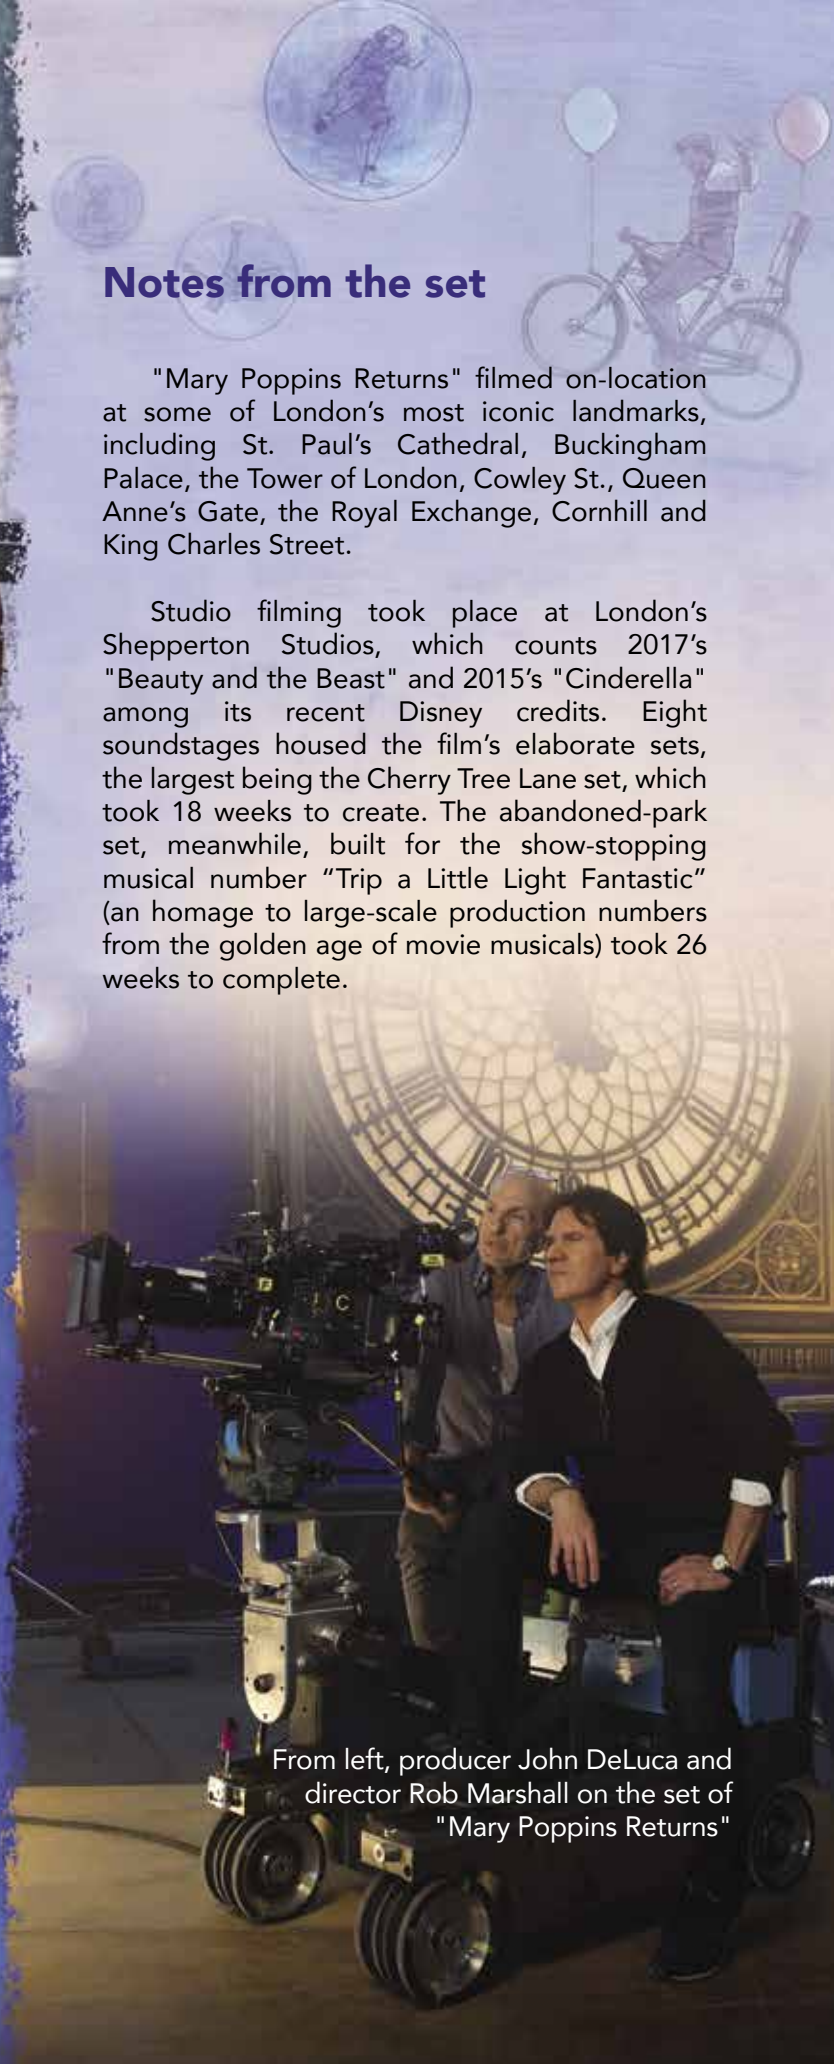 Notes from the set
"Mary Poppins Returns" filmed on-location
at some of London’s most iconic landmarks,
including St. Paul’s Cathedral, Buckingham
Palace, the Tower of London, Cowley St., Queen
Anne’s Gate, the Royal Exchange, Cornhill and
King Charles Street.
Studio filming took place at London’s
Shepperton Studios, which counts 2017’s
"Beauty and the Beast" and 2015’s "Cinderella"
among its recent Disney credits. Eight
soundstages housed the film’s elaborate sets,
the largest being the Cherry Tree Lane set, which
took 18 weeks to create. The abandoned-park
set, meanwhile, built for the show-stopping
musical number “Trip a Little Light Fantastic”
(an homage to large-scale production numbers
from the golden age of movie musicals) took 26
weeks to complete.
From left, producer John DeLuca and
director Rob Marshall on the set of
"Mary Poppins Returns"